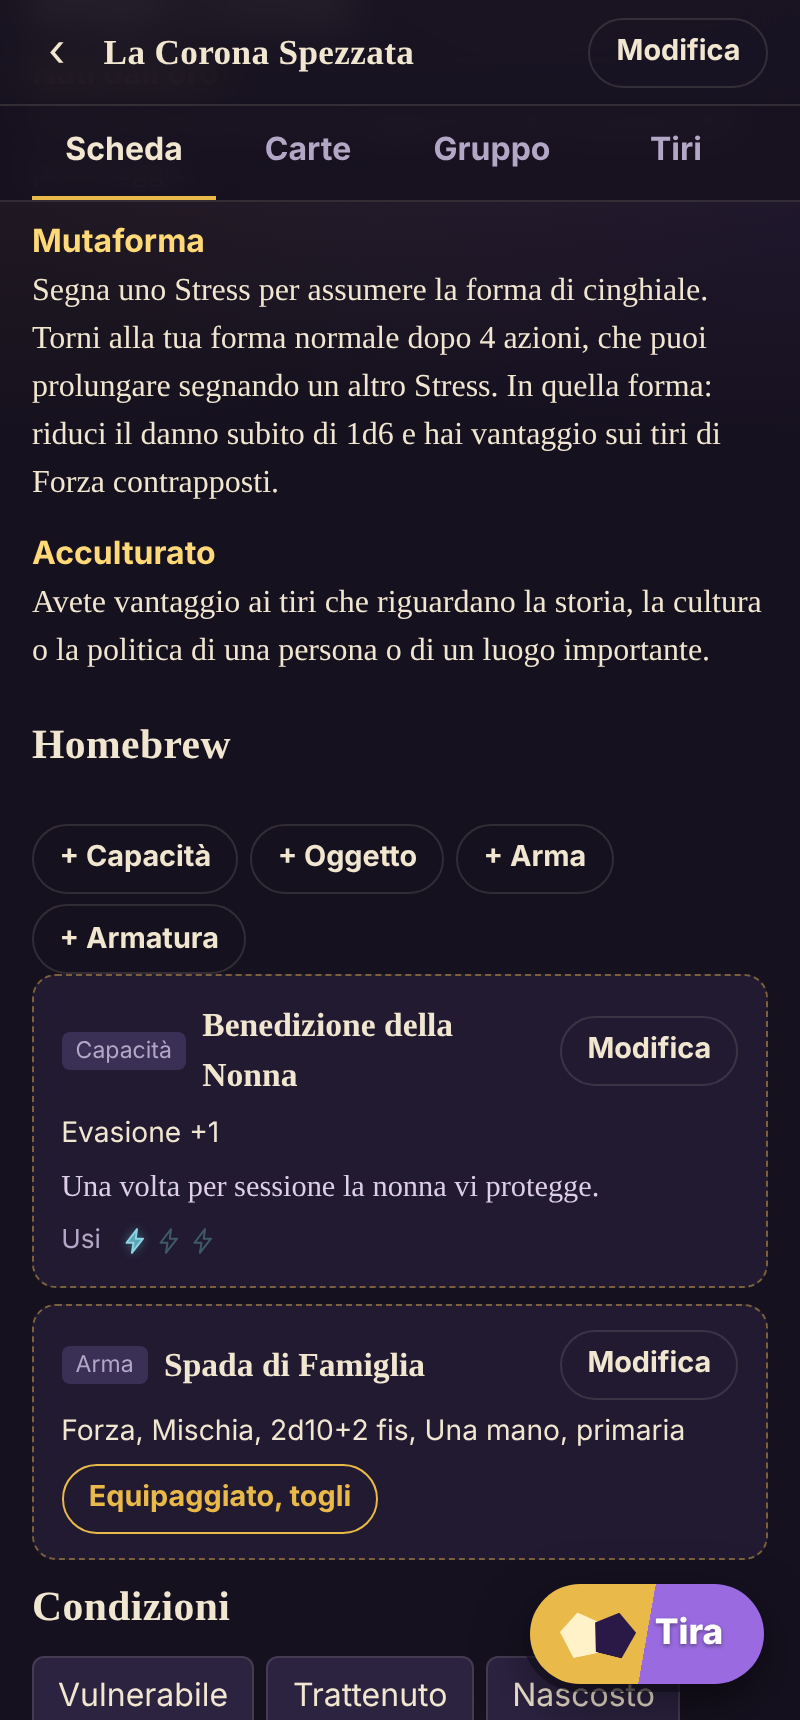 La Corona Spezzata
Modifica
Scheda
Carte
Gruppo
Tiri
Mutaforma
Segna uno Stress per assumere la forma di cinghiale.
Torni alla tua forma normale dopo 4 azioni, che puoi
prolungare segnando un altro Stress. In quella forma:
riduci il danno subito di 1d6 e hai vantaggio sui tiri di
Forza contrapposti.
Acculturato
Avete vantaggio ai tiri che riguardano la storia, la cultura
o la politica di una persona o di un luogo importante.
Homebrew
+ Capacità
+ Oggetto
+ Arma
+ Armatura
Capacità
Benedizione della
Nonna
Modifica
Evasione +1
Una volta per sessione la nonna vi protegge.
Usi
Arma
Spada di Famiglia
Modifica
Forza, Mischia, 2d10+2 fis, Una mano, primaria
Equipaggiato, togli
Condizioni
Tira
Vulnerabile
Trattenuto
Nascosto